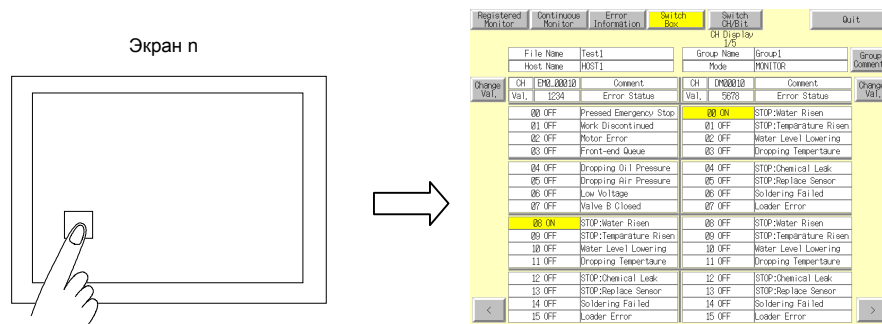 Экран n
Registered Monitor Continuous Monitor Error Information Switch Box Switch CH/Bit Quit
CH Display
1/5
File Name Test1 Group Name Group1 Group Comment
Host Name HOST1 Mode MONITOR
Change Val. CH EM0_00010 Comment CH DM00010 Comment Change Val.
Val. 1234 Error Status Val. 5678 Error Status
00 OFF Pressed Emergency Stop 00 ON STOP:Water Risen
01 OFF Work Discontinued 01 OFF STOP:Temparature Risen
02 OFF Motor Error 02 OFF Water Level Lowering
03 OFF Front-end Queue 03 OFF Dropping Tempertaure
04 OFF Dropping Oil Pressure 04 OFF STOP:Chemical Leak
05 OFF Dropping Air Pressure 05 OFF STOP:Replace Sensor
06 OFF Low Voltage 06 OFF Soldering Failed
07 OFF Valve B Closed 07 OFF Loader Error
08 ON STOP:Water Risen 08 OFF STOP:Water Risen
09 OFF STOP:Temparature Risen 09 OFF STOP:Temparature Risen
10 OFF Water Level Lowering 10 OFF Water Level Lowering
11 OFF Dropping Tempertaure 11 OFF Dropping Tempertaure
12 OFF STOP:Chemical Leak 12 OFF STOP:Chemical Leak
13 OFF STOP:Replace Sensor 13 OFF STOP:Replace Sensor
14 OFF Soldering Failed 14 OFF Soldering Failed
< 15 OFF Loader Error 15 OFF Loader Error >